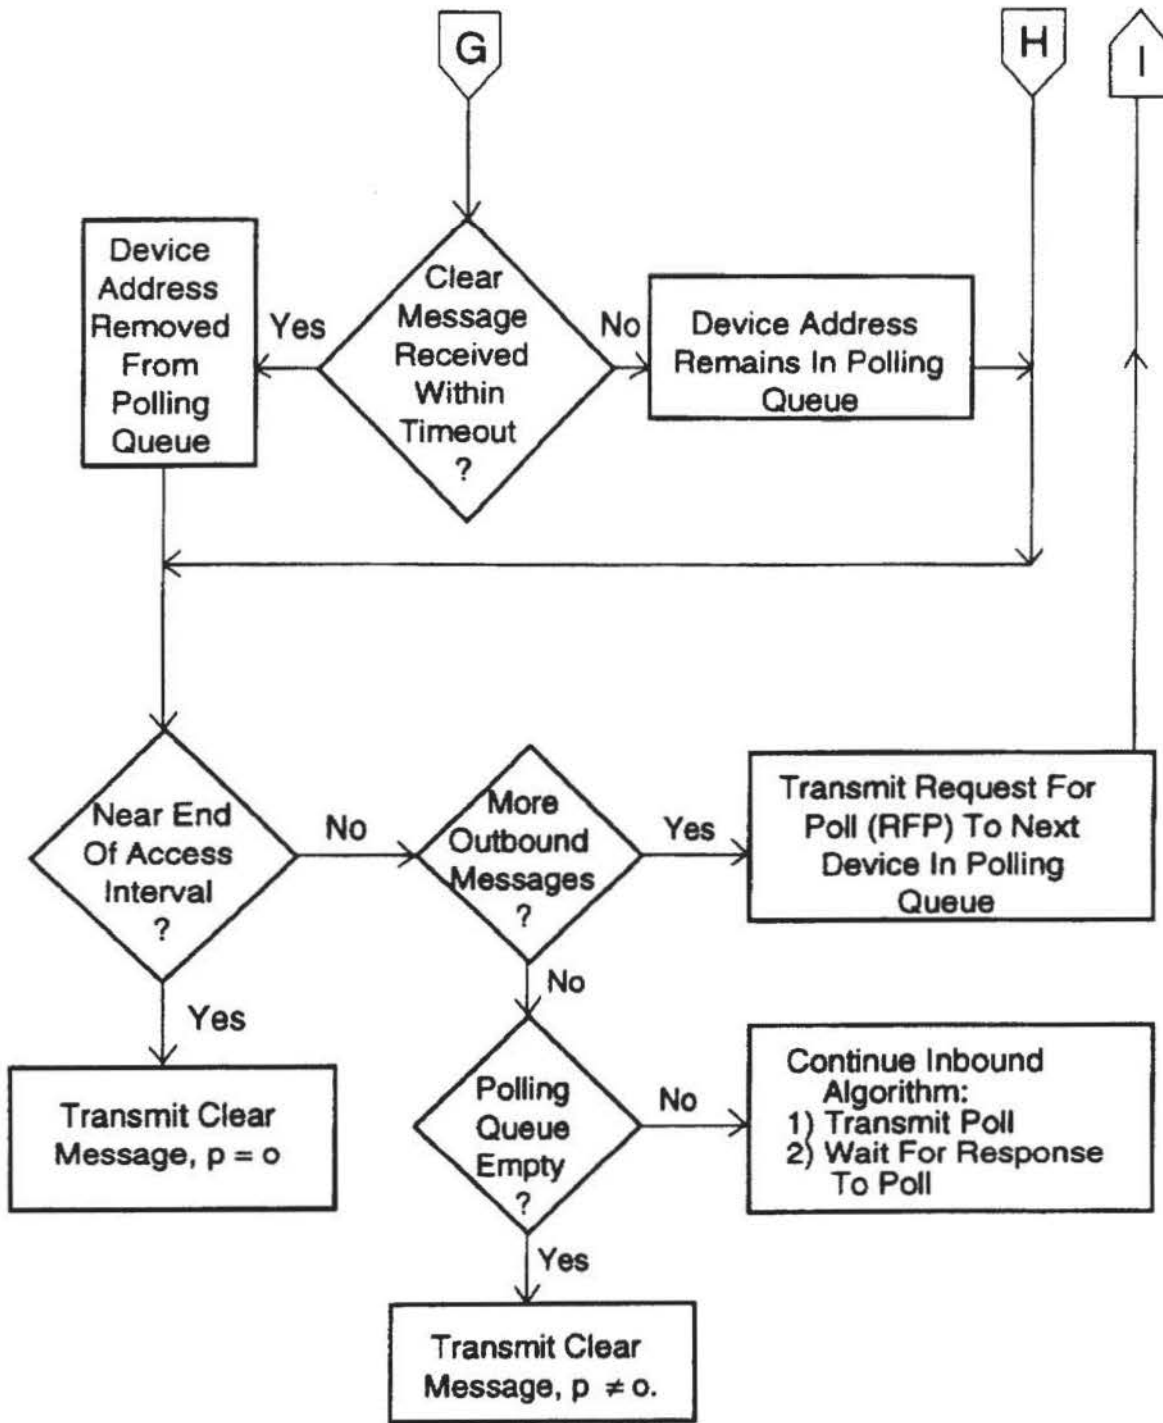 G
H
I
Device
Address
Removed
From
Polling
Queue
Yes
Clear
Message
Received
Within
Timeout
?
No
Device Address
Remains In Polling
Queue
Near End
Of Access
Interval
?
No
More
Outbound
Messages
?
Yes
Transmit Request For
Poll (RFP) To Next
Device In Polling
Queue
Yes
No
Transmit Clear
Message, p = o
Polling
Queue
Empty
?
No
Continue Inbound
Algorithm:
1) Transmit Poll
2) Wait For Response
To Poll
Yes
Transmit Clear
Message, p ≠ o.